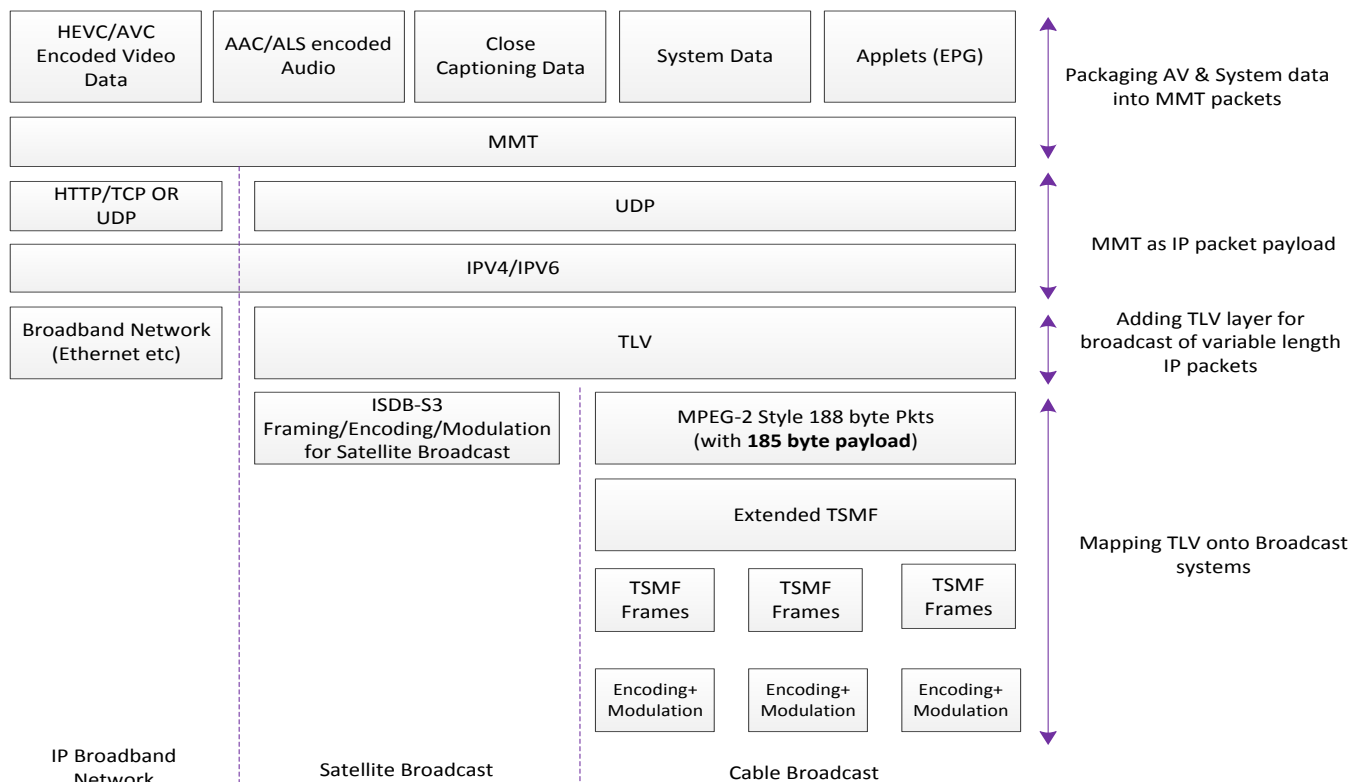 HEVC/AVC
Encoded Video
Data
AAC/ALS encoded
Audio
Close
Captioning Data
System Data
Applets (EPG)
Packaging AV & System data
into MMT packets
MMT
HTTP/TCP OR
UDP
UDP
MMT as IP packet payload
IPV4/IPV6
Broadband Network
(Ethernet etc)
TLV
Adding TLV layer for
broadcast of variable length
IP packets
ISDB-S3
Framing/Encoding/Modulation
for Satellite Broadcast
MPEG-2 Style 188 byte Pkts
(with 185 byte payload)
Extended TSMF
Mapping TLV onto Broadcast
systems
TSMF
Frames
TSMF
Frames
TSMF
Frames
Encoding+
Modulation
Encoding+
Modulation
Encoding+
Modulation
IP Broadband
Network
Satellite Broadcast
Cable Broadcast